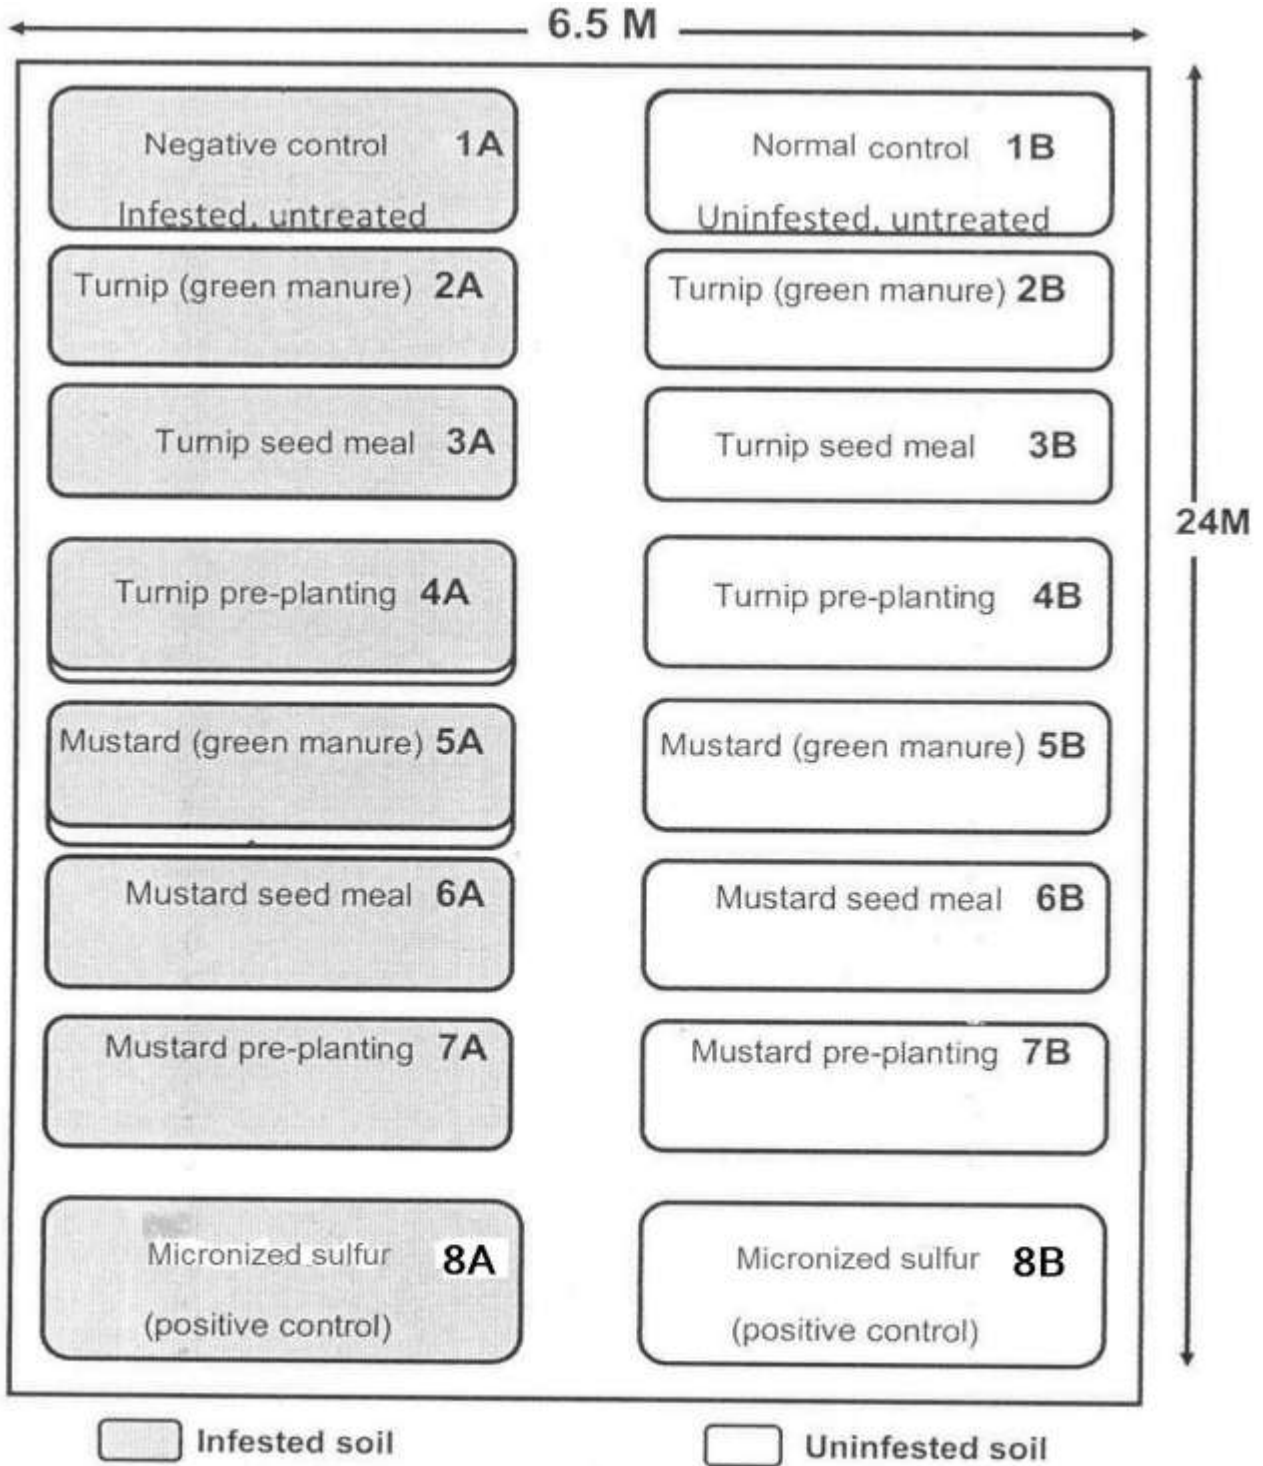 6.5 M
Negative control 1A
Infested, untreated
Normal control 1B
Uninfested, untreated
Turnip (green manure) 2A
Turnip (green manure) 2B
Turnip seed meal 3A
Turnip seed meal 3B
24M
Turnip pre-planting 4A
Turnip pre-planting 4B
Mustard (green manure) 5A
Mustard (green manure) 5B
Mustard seed meal 6A
Mustard seed meal 6B
Mustard pre-planting 7A
Mustard pre-planting 7B
Micronized sulfur 8A
(positive control)
Micronized sulfur 8B
(positive control)
Infested soil
Uninfested soil